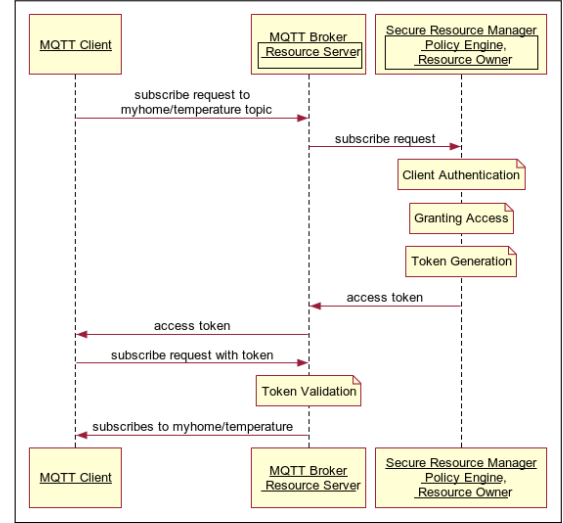 MQTT Client
MQTT Broker
Resource Server
Secure Resource Manager
Policy Engine,
Resource Owner
subscribe request to
myhome/temperature topic
subscribe request
Client Authentication
Granting Access
Token Generation
access token
access token
subscribe request with token
Token Validation
subscribes to myhome/temperature
MQTT Client
MQTT Broker
Resource Server
Secure Resource Manager
Policy Engine,
Resource Owner